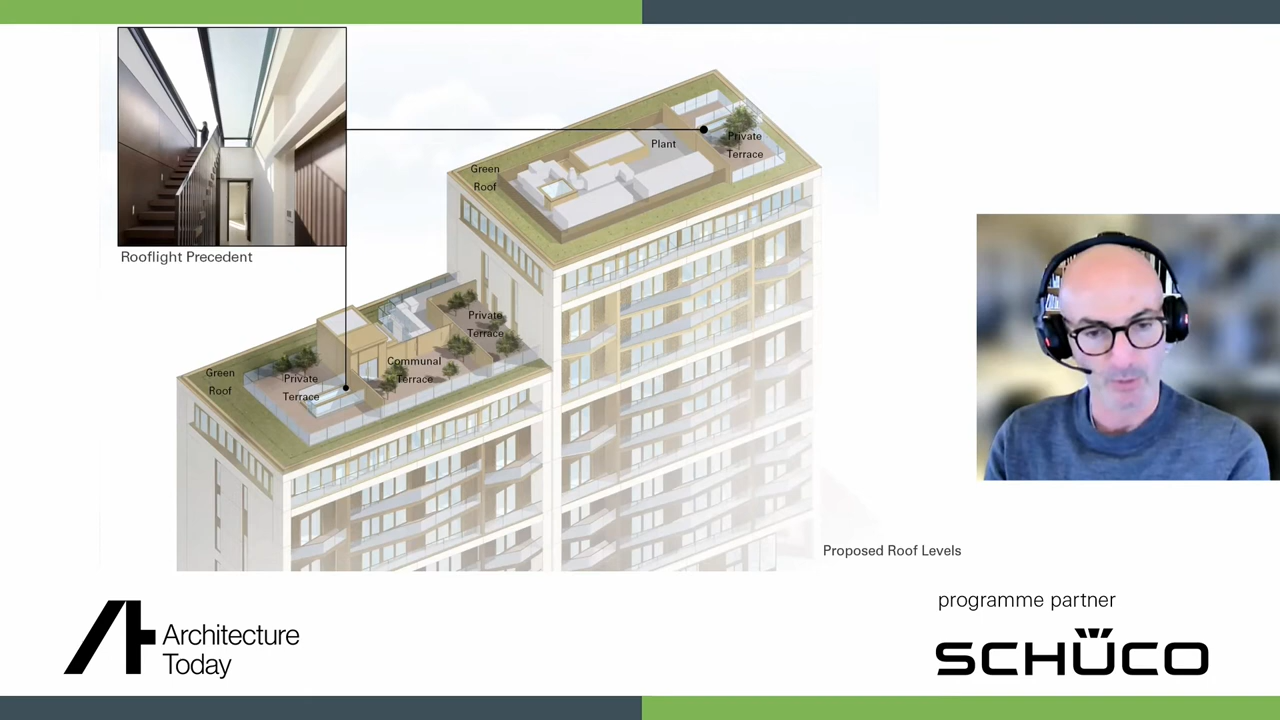 Rooflight Precedent
Green
Roof
Plant
Private
Terrace
Private
Terrace
Communal
Terrace
Green
Roof
Private
Terrace
Proposed Roof Levels
Architecture
Today
programme partner
SCHÜCO